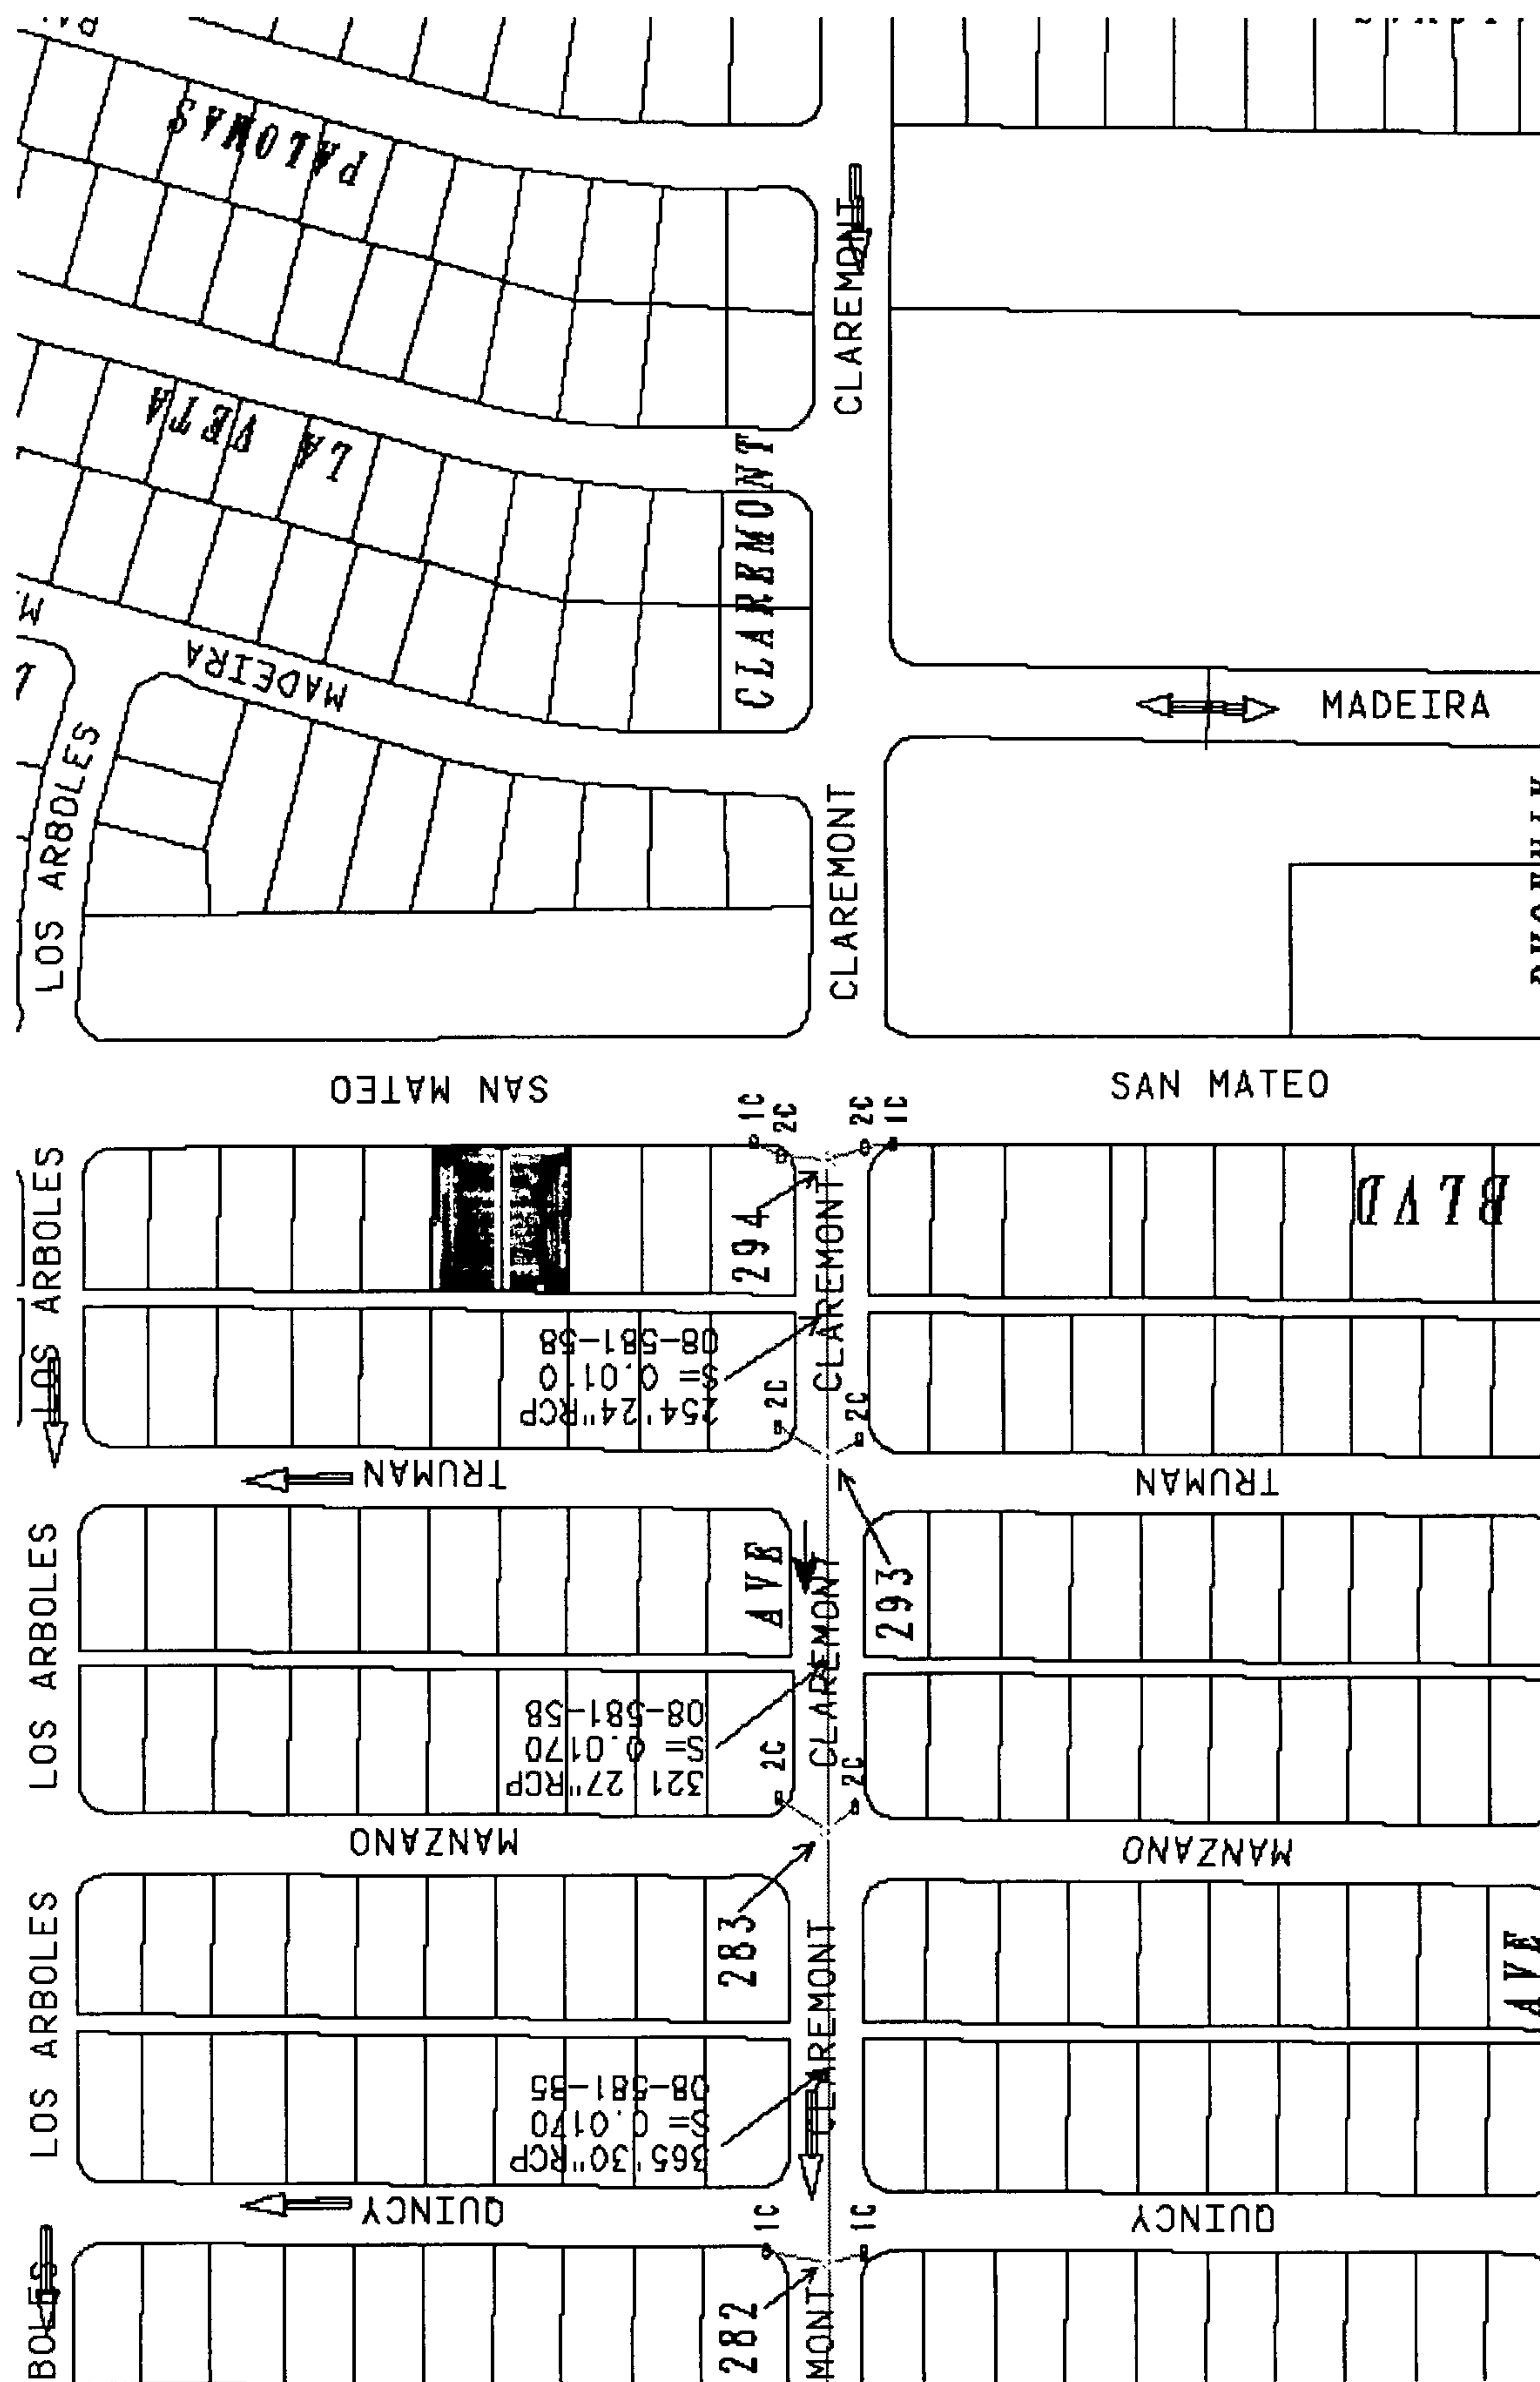 PALOMAS
CLAREMONT
LA VETA
CLAREMONT
MADEIRA
MADEIRA
LOS ARBOLES
CLAREMONT
SAN MATEO
SAN MATEO
1C
2C
2C
1C
LOS ARBOLES
294
CLAREMONT
BLVD
254' 24" RCP
S= 0.0110
08-581-58
2C
2C
TRUMAN
TRUMAN
LOS ARBOLES
AVE
CLAREMONT
293
321 27" RCP
S= 0.0170
08-581-58
2C
2C
MANZANO
MANZANO
LOS ARBOLES
283
CLAREMONT
AVE
365' 30" RCP
S= 0.0170
08-581-85
QUINCY
QUINCY
1C
1C
BOLES
282
MONT